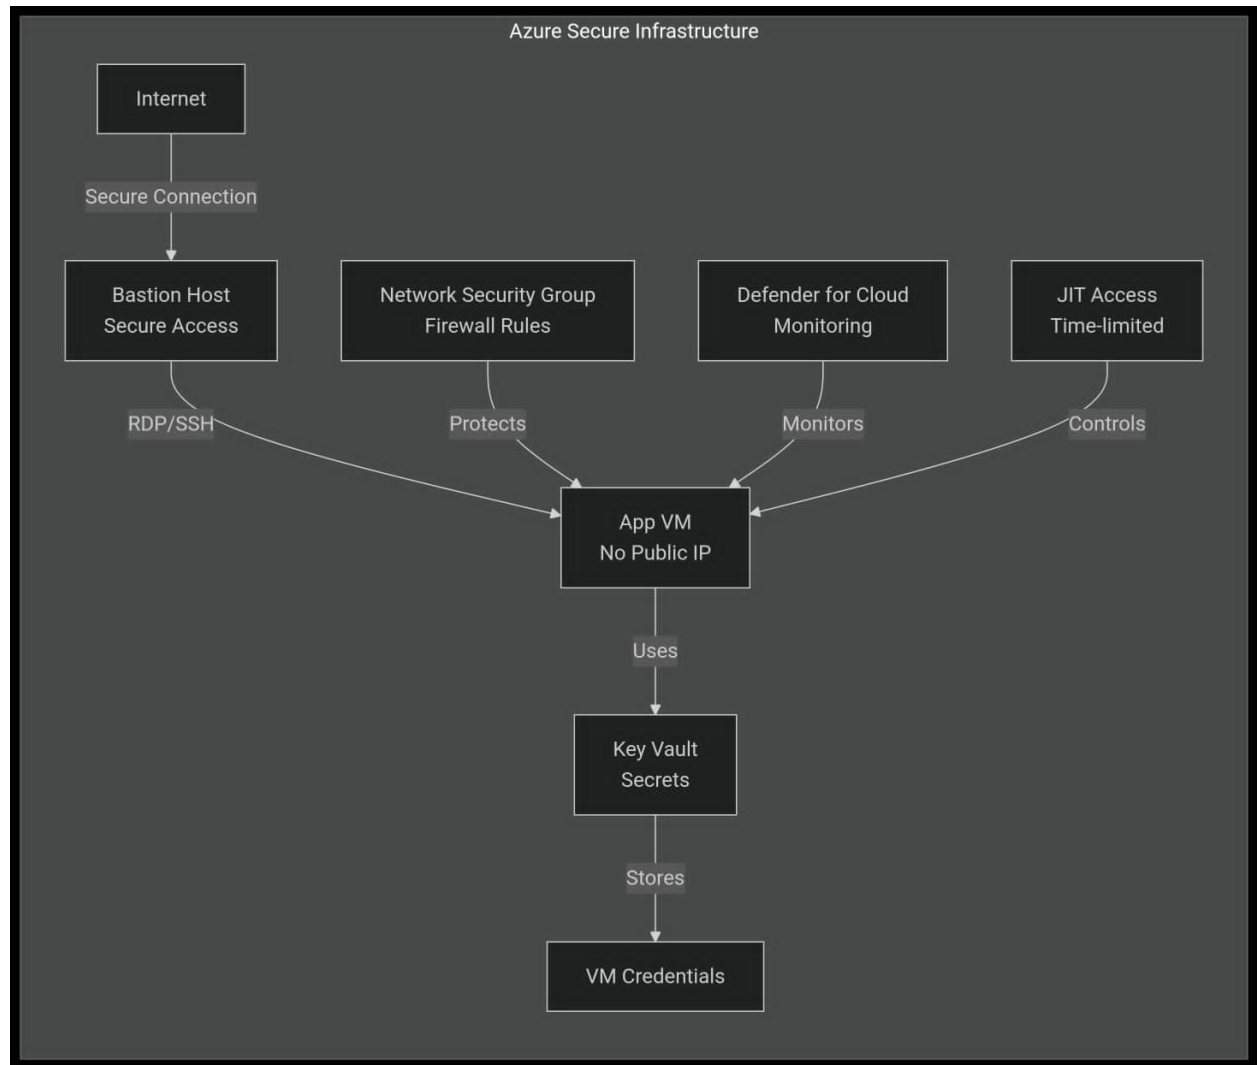 Azure Secure Infrastructure
Internet
Secure Connection
Bastion Host
Secure Access
Network Security Group
Firewall Rules
Defender for Cloud
Monitoring
JIT Access
Time-limited
RDP/SSH
Protects
Monitors
Controls
App VM
No Public IP
Uses
Key Vault
Secrets
Stores
VM Credentials